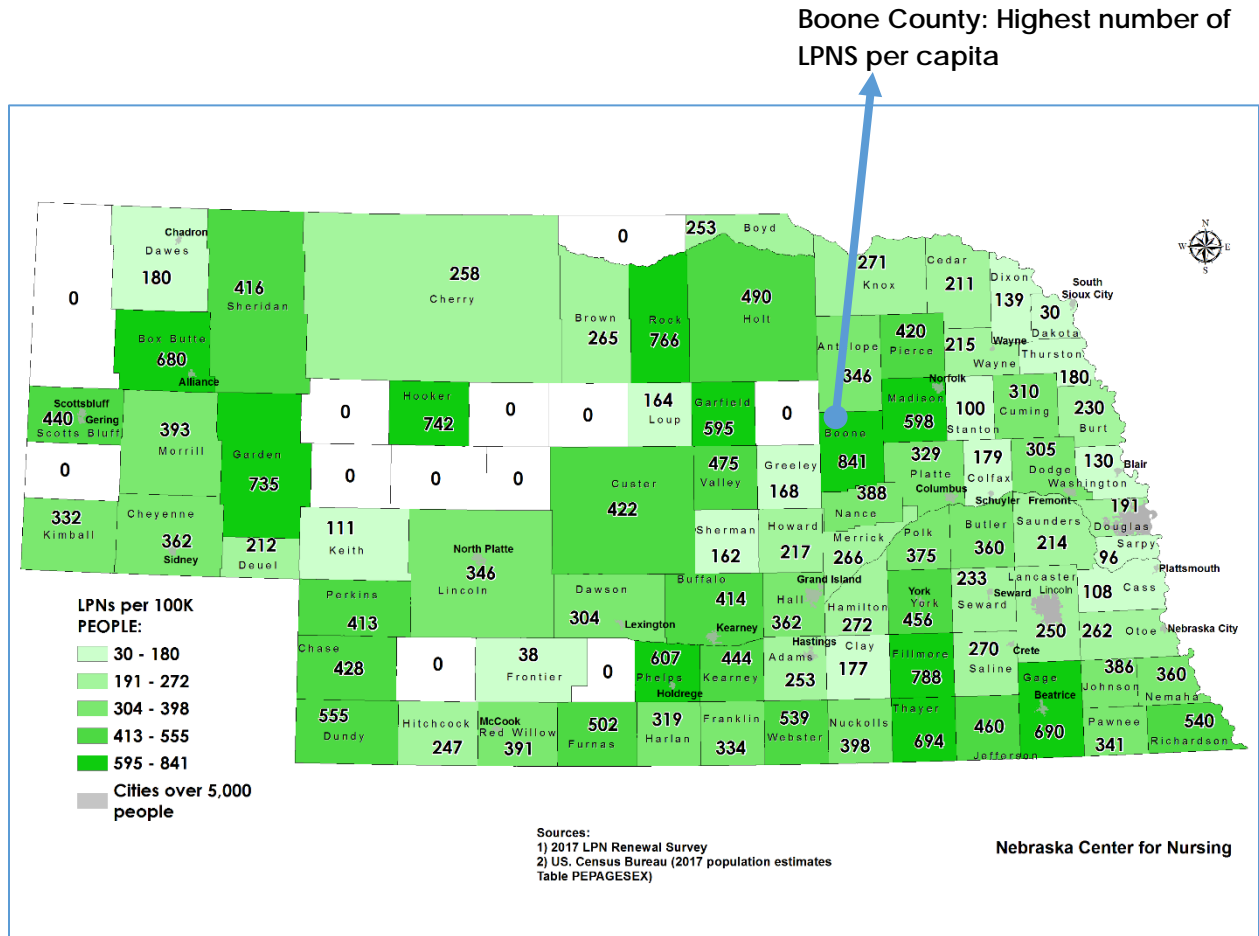 Boone County: Highest number of
LPNS per capita
N
W E
S
0
Chadron
Dawes
180
416
Sheridan
258
Cherry
0
253 Boyd
Brown
265
Rock
766
490
Holt
271
Knox
Cedar
211
Dixon
139
South
Sioux City
30
Dakota
Box Butte
680
Alliance
Antelope
346
420
Pierce
215
Wayne
Wayne
Thurston
180
Scottsbluff
440
Gering
Scotts Bluff
393
Morrill
Garden
735
0
Hooker
742
0
0
164
Loup
Garfield
595
0
Boone
841
Norfolk
Madison
598
100
Stanton
310
Cuming
230
Burt
0
0
0
0
Custer
422
475
Valley
Greeley
168
388
Nance
329
Platte
Columbus
179
Colfax
Schuyler
305
Dodge
Fremont
130
Washington
Blair
332
Kimball
Cheyenne
362
Sidney
212
Deuel
111
Keith
North Platte
346
Lincoln
Sherman
162
Howard
217
Merrick
266
Polk
375
Butler
360
Saunders
214
191
Douglas
Sarpy
96
Plattsmouth
Perkins
413
Dawson
304
Lexington
Buffalo
414
Kearney
Grand Island
Hall
362
Hamilton
272
York
York
456
233
Seward
Seward
Lancaster
Lincoln
250
108
Cass
262
Otoe
Nebraska City
Chase
428
0
38
Frontier
0
607
Phelps
Holdrege
444
Kearney
Hastings
Adams
253
Clay
177
Fillmore
788
270
Crete
Saline
Gage
Beatrice
690
386
Johnson
360
Nemaha
555
Dundy
Hitchcock
247
McCook
Red Willow
391
502
Furnas
319
Harlan
Franklin
334
539
Webster
Nuckolls
398
Thayer
694
460
Jefferson
Pawnee
341
540
Richardson
LPNs per 100K
PEOPLE:
30 - 180
191 - 272
304 - 398
413 - 555
595 - 841
Cities over 5,000
people
Sources:
1) 2017 LPN Renewal Survey
2) US. Census Bureau (2017 population estimates
Table PEPAGESEX)
Nebraska Center for Nursing